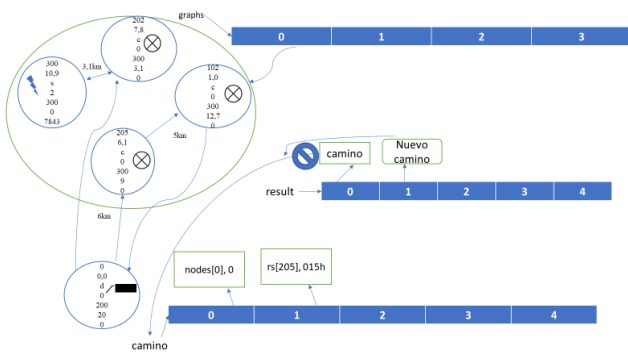 graphs
0 1 2 3
202
7,8
c
0
300
3,1
0
300
10,9
s
2
300
0
7843
3,1km
102
1,0
c
0
300
12,7
0
205
6,1
c
0
300
9
0
5km
6km
camino
Nuevo
camino
result
0 1 2 3 4
0
0,0
d
0
200
20
0
nodes[0], 0
rs[205], 015h
0 1 2 3 4
camino